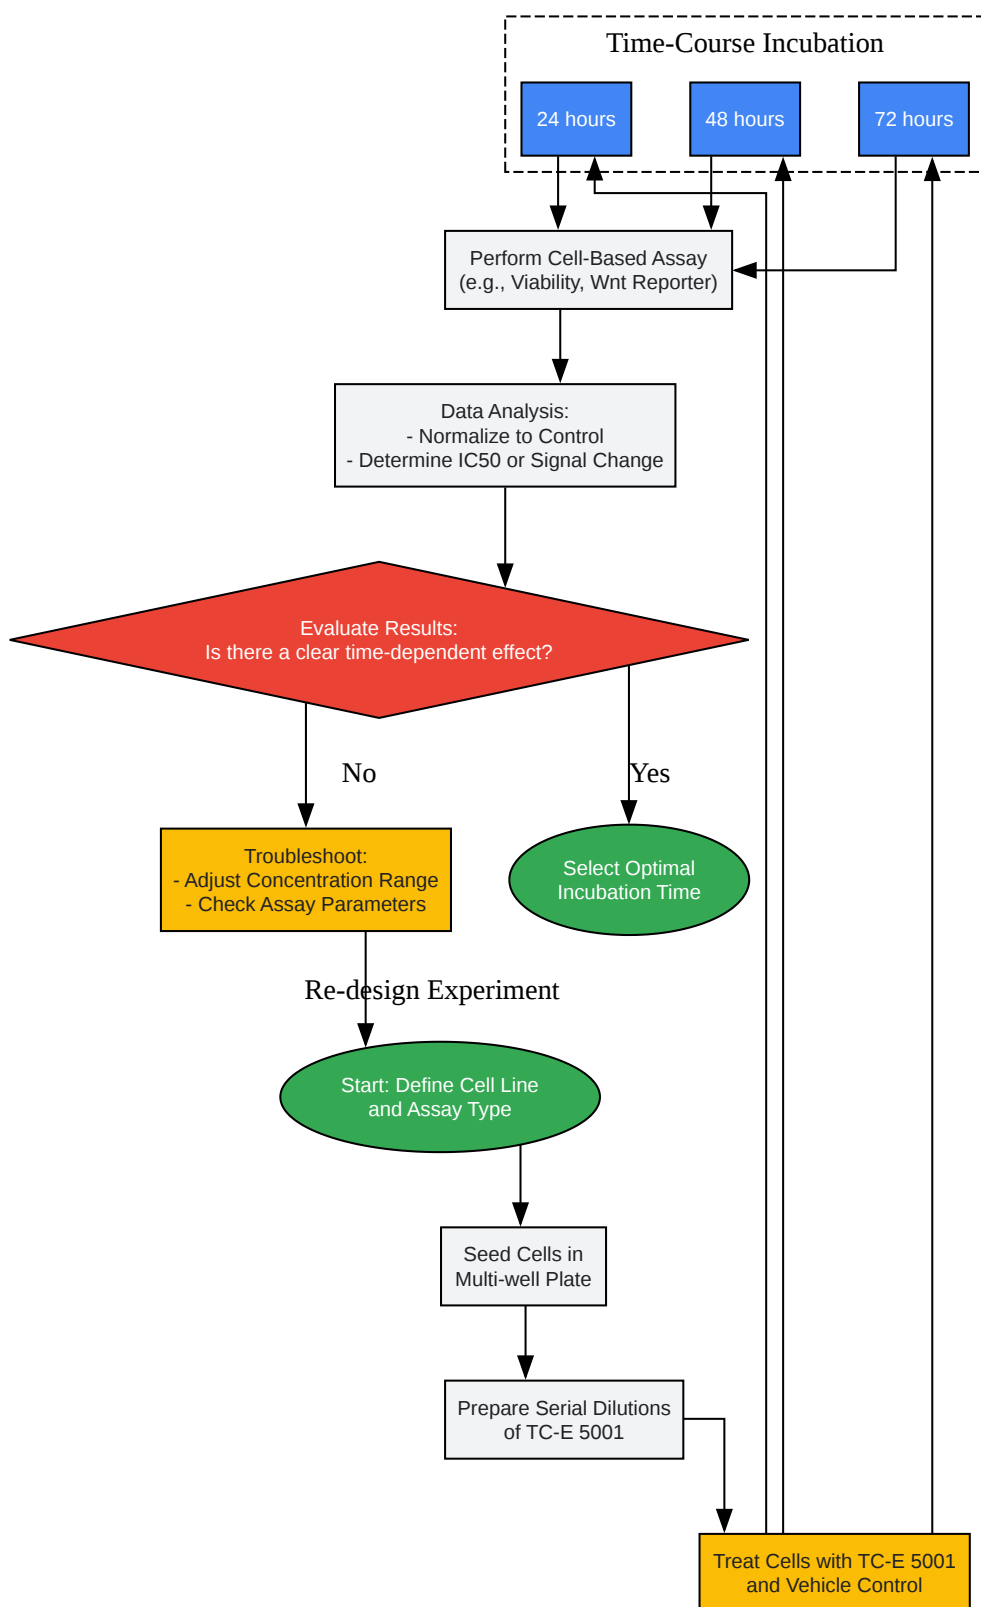 Time-Course Incubation
24 hours
48 hours
72 hours
Perform Cell-Based Assay
(e.g., Viability, Wnt Reporter)
Data Analysis:
- Normalize to Control
- Determine IC50 or Signal Change
Evaluate Results:
Is there a clear time-dependent effect?
No
Yes
Troubleshoot:
- Adjust Concentration Range
- Check Assay Parameters
Select Optimal
Incubation Time
Re-design Experiment
Start: Define Cell Line
and Assay Type
Seed Cells in
Multi-well Plate
Prepare Serial Dilutions
of TC-E 5001
Treat Cells with TC-E 5001
and Vehicle Control